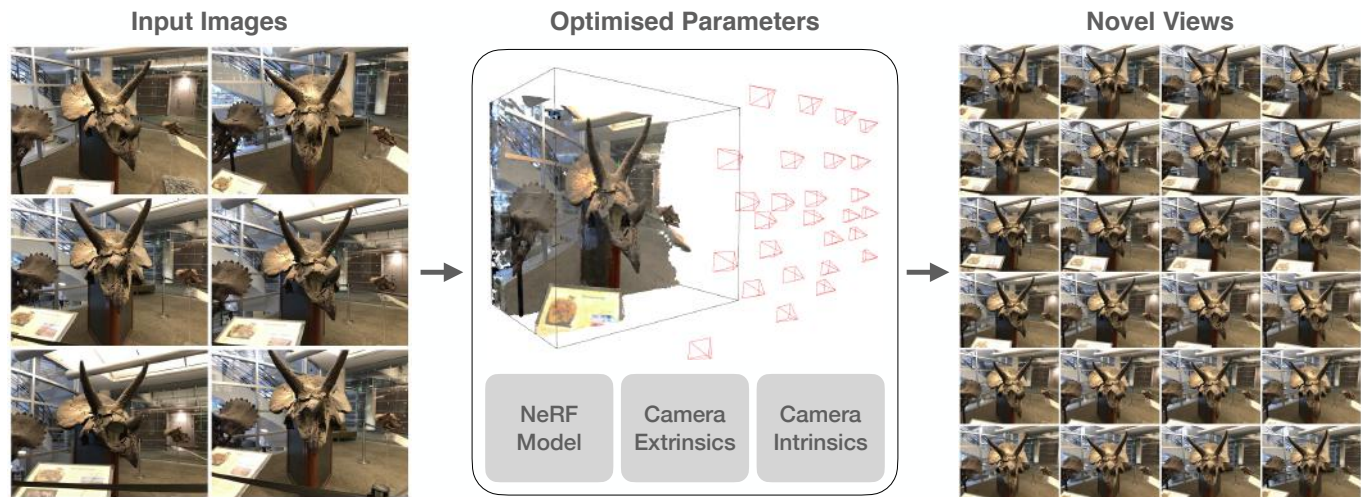 Input Images
Optimised Parameters
Novel Views
NeRF
Model
Camera
Extrinsics
Camera
Intrinsics